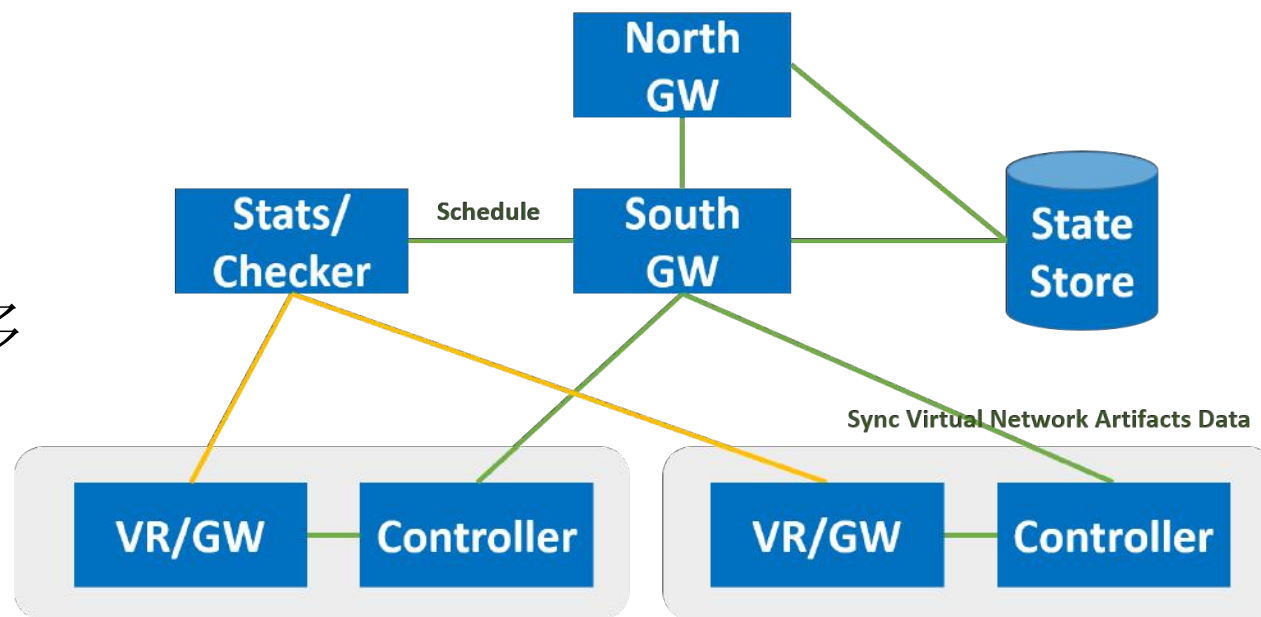 North
GW
Stats/
Checker
Schedule
South
GW
State
Store
Sync Virtual Network Artifacts Data
VR/GW
Controller
VR/GW
Controller